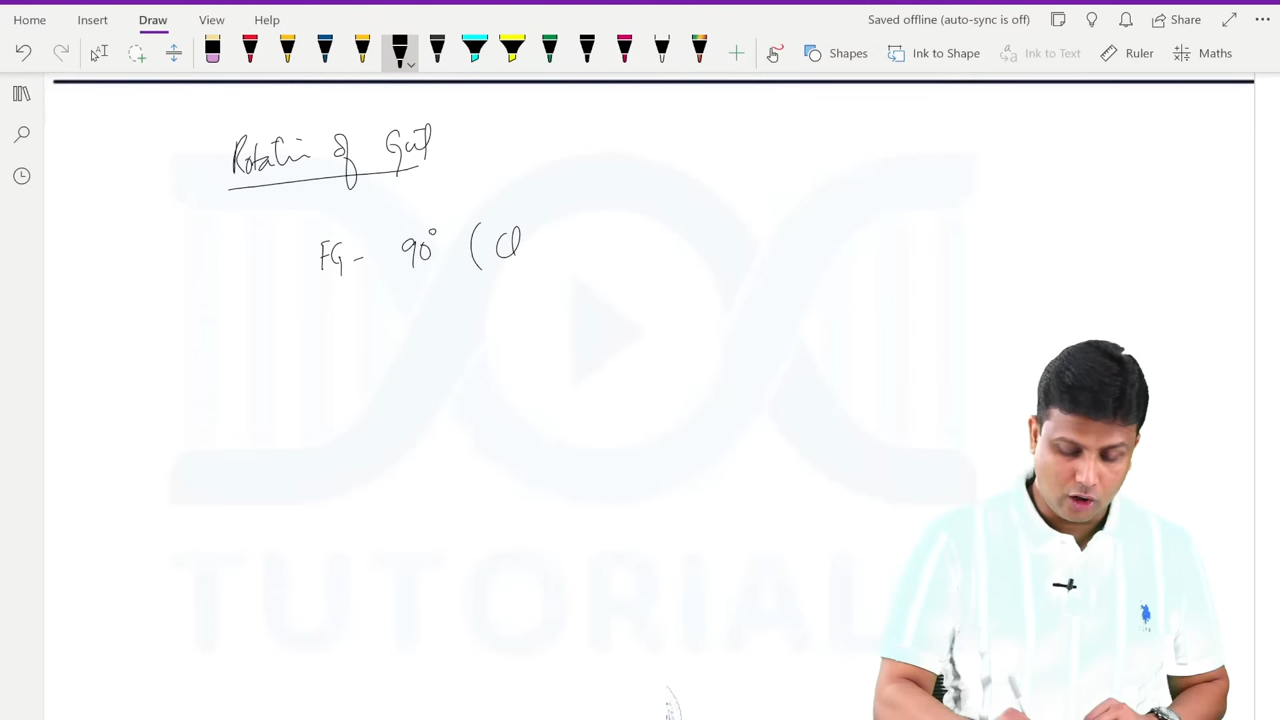 Home Insert Draw View Help Saved offline (auto-sync is off) Share
Shapes Ink to Shape Ink to Text Ruler Maths
Rotation of Gut
FG - 90° ( Cl
TUTORIAL